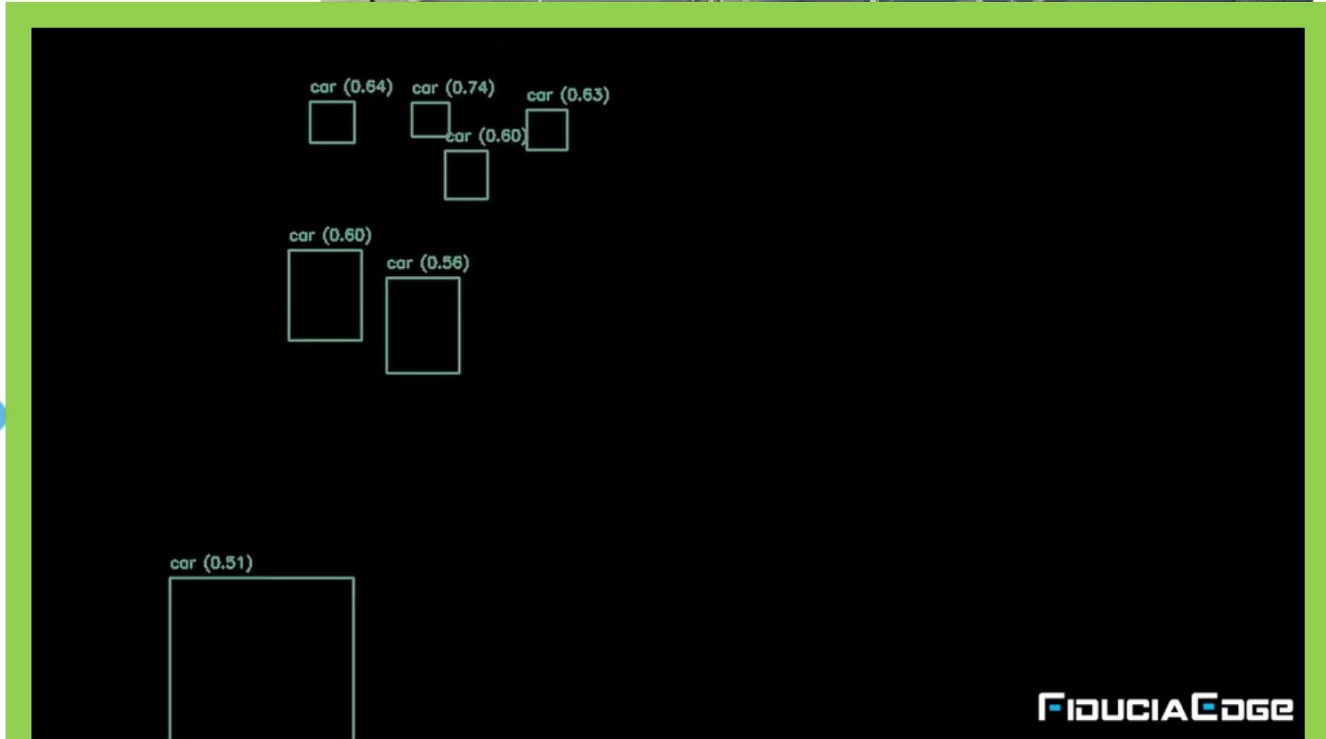 car (0.64)
car (0.74)
car (0.63)
car (0.60)
car (0.60)
car (0.56)
car (0.51)
FIDUCIAEDGE